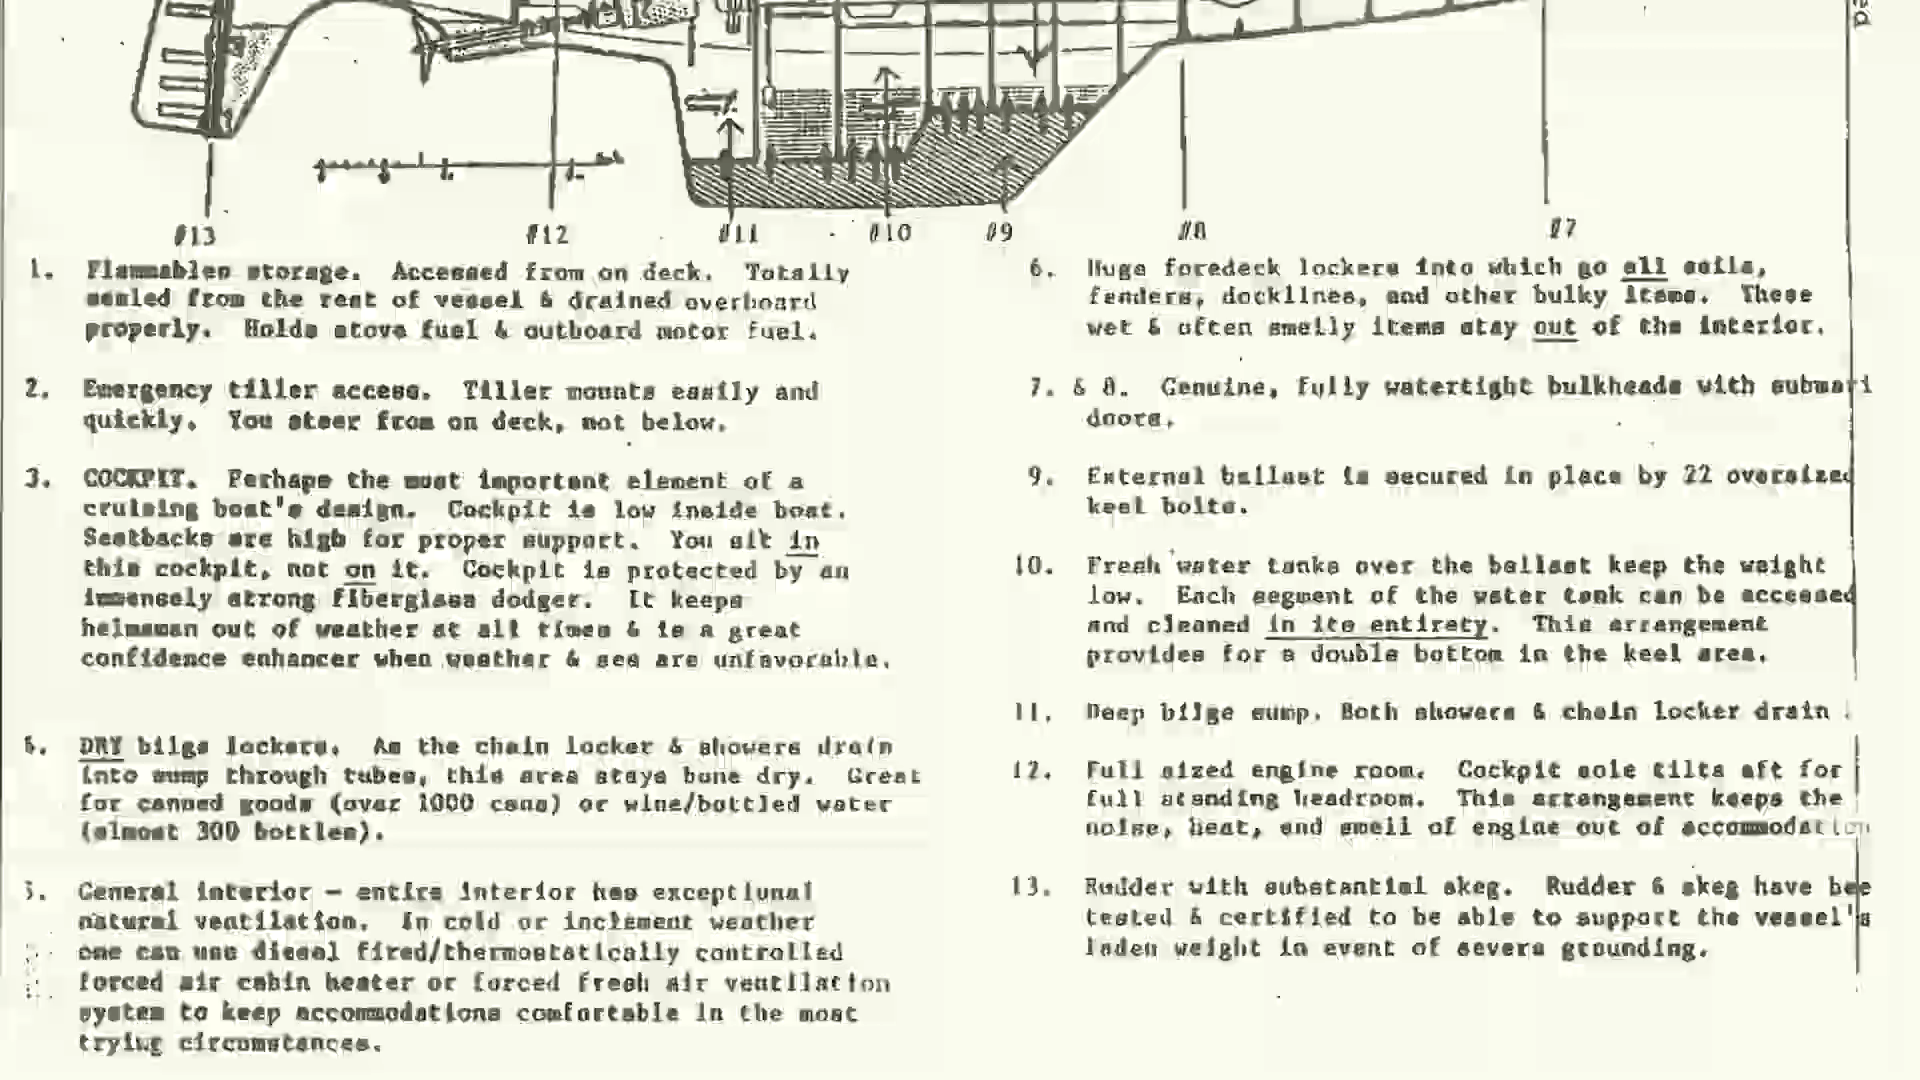 ed
#13
#12
#11
#10
#9
#8
#7
1. Flammables storage. Accessed from on deck. Totally
sealed from the rest of vessel & drained overboard
properly. Holds stove fuel & outboard motor fuel.
2. Emergency tiller access. Tiller mounts easily and
quickly. You steer from on deck, not below.
3. COCKPIT. Perhaps the most important element of a
cruising boat's design. Cockpit is low inside boat.
Seatbacks are high for proper support. You sit in
this cockpit, not on it. Cockpit is protected by an
immensely strong fiberglass dodger. It keeps
helmsman out of weather at all times & is a great
confidence enhancer when weather & sea are unfavorable.
DRY bilge lockers. As the chain locker & showers drain
into sump through tubes, this area stays bone dry. Great
for canned goods (over 1000 cans) or wine/bottled water
(almost 300 bottles).
General interior - entire interior has exceptional
natural ventilation. In cold or inclement weather
one can use diesel fired/thermostatically controlled
forced air cabin heater or forced fresh air ventilation
system to keep accommodations comfortable in the most
trying circumstances.
6. Huge foredeck lockers into which go all sails,
fenders, docklines, and other bulky items. These
wet & often smelly items stay out of the interior.
7. & 8. Genuine, fully watertight bulkheads with submari
doors.
9. External ballast is secured in place by 22 oversized
keel bolts.
10. Fresh water tanks over the ballast keep the weight
low. Each segment of the water tank can be accessed
and cleaned in its entirety. This arrangement
provides for a double bottom in the keel area.
11. Deep bilge sump. Both showers & chain locker drain
12. Full sized engine room. Cockpit sole tilts aft for
full standing headroom. This arrangement keeps the
noise, heat, and smell of engine out of accommodation
13. Rudder with substantial skeg. Rudder & skeg have bee
tested & certified to be able to support the vessel's
laden weight in event of severe grounding.